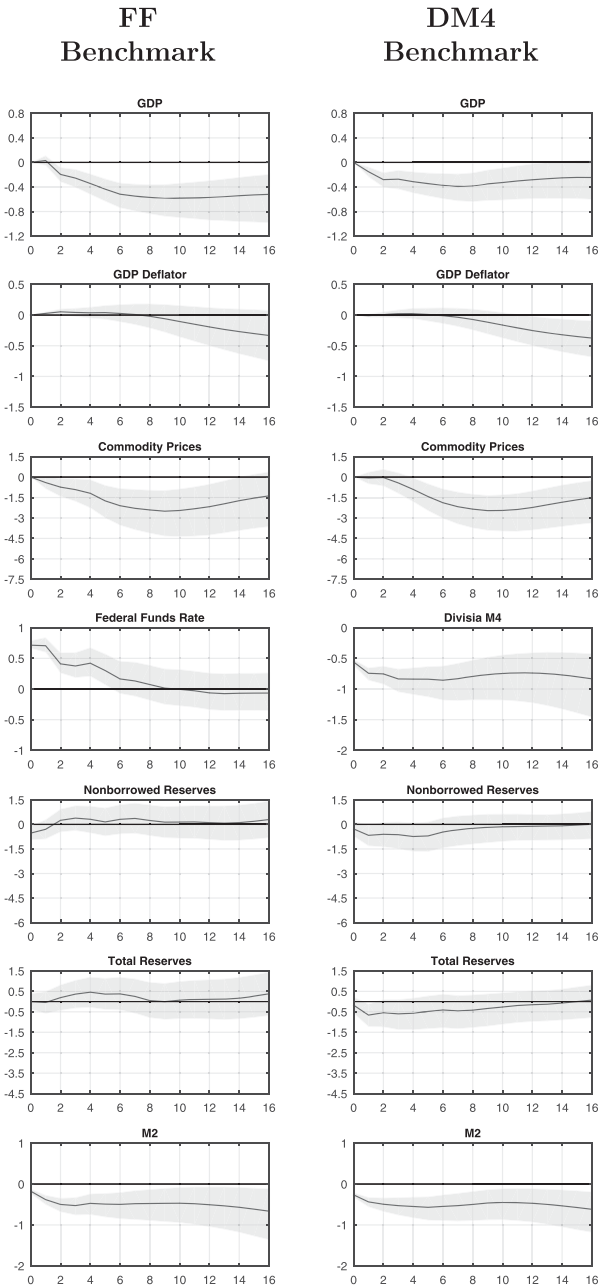 FF DM4
Benchmark Benchmark
GDP GDP
0.8 0.8
0.4 0.4
0 0
-0.4 -0.4
-0.8 -0.8
-1.2 -1.2
0 2 4 6 8 10 12 14 16 0 2 4 6 8 10 12 14 16
GDP Deflator GDP Deflator
0.5 0.5
0 0
-0.5 -0.5
-1 -1
-1.5 -1.5
0 2 4 6 8 10 12 14 16 0 2 4 6 8 10 12 14 16
Commodity Prices Commodity Prices
1.5 1.5
0 0
-1.5 -1.5
-3 -3
-4.5 -4.5
-6 -6
-7.5 -7.5
0 2 4 6 8 10 12 14 16 0 2 4 6 8 10 12 14 16
Federal Funds Rate Divisia M4
1 0
0.5 -0.5
0 -1
-0.5 -1.5
-1 -2
0 2 4 6 8 10 12 14 16 0 2 4 6 8 10 12 14 16
Nonborrowed Reserves Nonborrowed Reserves
1.5 1.5
0 0
-1.5 -1.5
-3 -3
-4.5 -4.5
-6 -6
0 2 4 6 8 10 12 14 16 0 2 4 6 8 10 12 14 16
Total Reserves Total Reserves
1.5 1.5
0.5 0.5
-0.5 -0.5
-1.5 -1.5
-2.5 -2.5
-3.5 -3.5
-4.5 -4.5
0 2 4 6 8 10 12 14 16 0 2 4 6 8 10 12 14 16
M2 M2
1 1
0 0
-1 -1
-2 -2
0 2 4 6 8 10 12 14 16 0 2 4 6 8 10 12 14 16